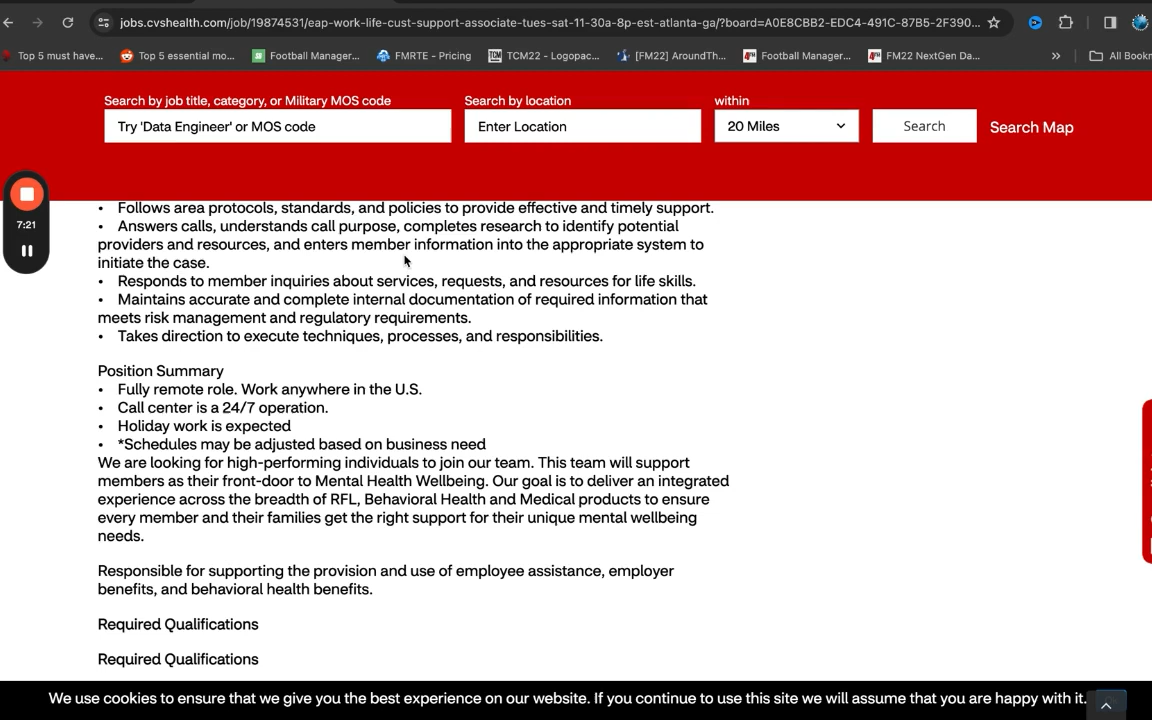 jobs.cvshealth.com/job/19874531/eap-work-life-cust-support-associate-tues-sat-11-30a-8p-est-atlanta-ga/?board=A0E8CBB2-EDC4-491C-87B5-2F390...
Top 5 must have... Top 5 essential mo... Football Manager... FMRTE - Pricing TCM22 - Logopac... [FM22] AroundTh... Football Manager... FM22 NextGen Da... » All Bookm
Search by job title, category, or Military MOS code Search by location within
Try 'Data Engineer' or MOS code Enter Location 20 Miles Search Search Map
7:21
• Follows area protocols, standards, and policies to provide effective and timely support.
• Answers calls, understands call purpose, completes research to identify potential
providers and resources, and enters member information into the appropriate system to
initiate the case.
• Responds to member inquiries about services, requests, and resources for life skills.
• Maintains accurate and complete internal documentation of required information that
meets risk management and regulatory requirements.
• Takes direction to execute techniques, processes, and responsibilities.
Position Summary
• Fully remote role. Work anywhere in the U.S.
• Call center is a 24/7 operation.
• Holiday work is expected
• *Schedules may be adjusted based on business need
We are looking for high-performing individuals to join our team. This team will support
members as their front-door to Mental Health Wellbeing. Our goal is to deliver an integrated
experience across the breadth of RFL, Behavioral Health and Medical products to ensure
every member and their families get the right support for their unique mental wellbeing
needs.
Responsible for supporting the provision and use of employee assistance, employer
benefits, and behavioral health benefits.
Required Qualifications
Required Qualifications
We use cookies to ensure that we give you the best experience on our website. If you continue to use this site we will assume that you are happy with it.